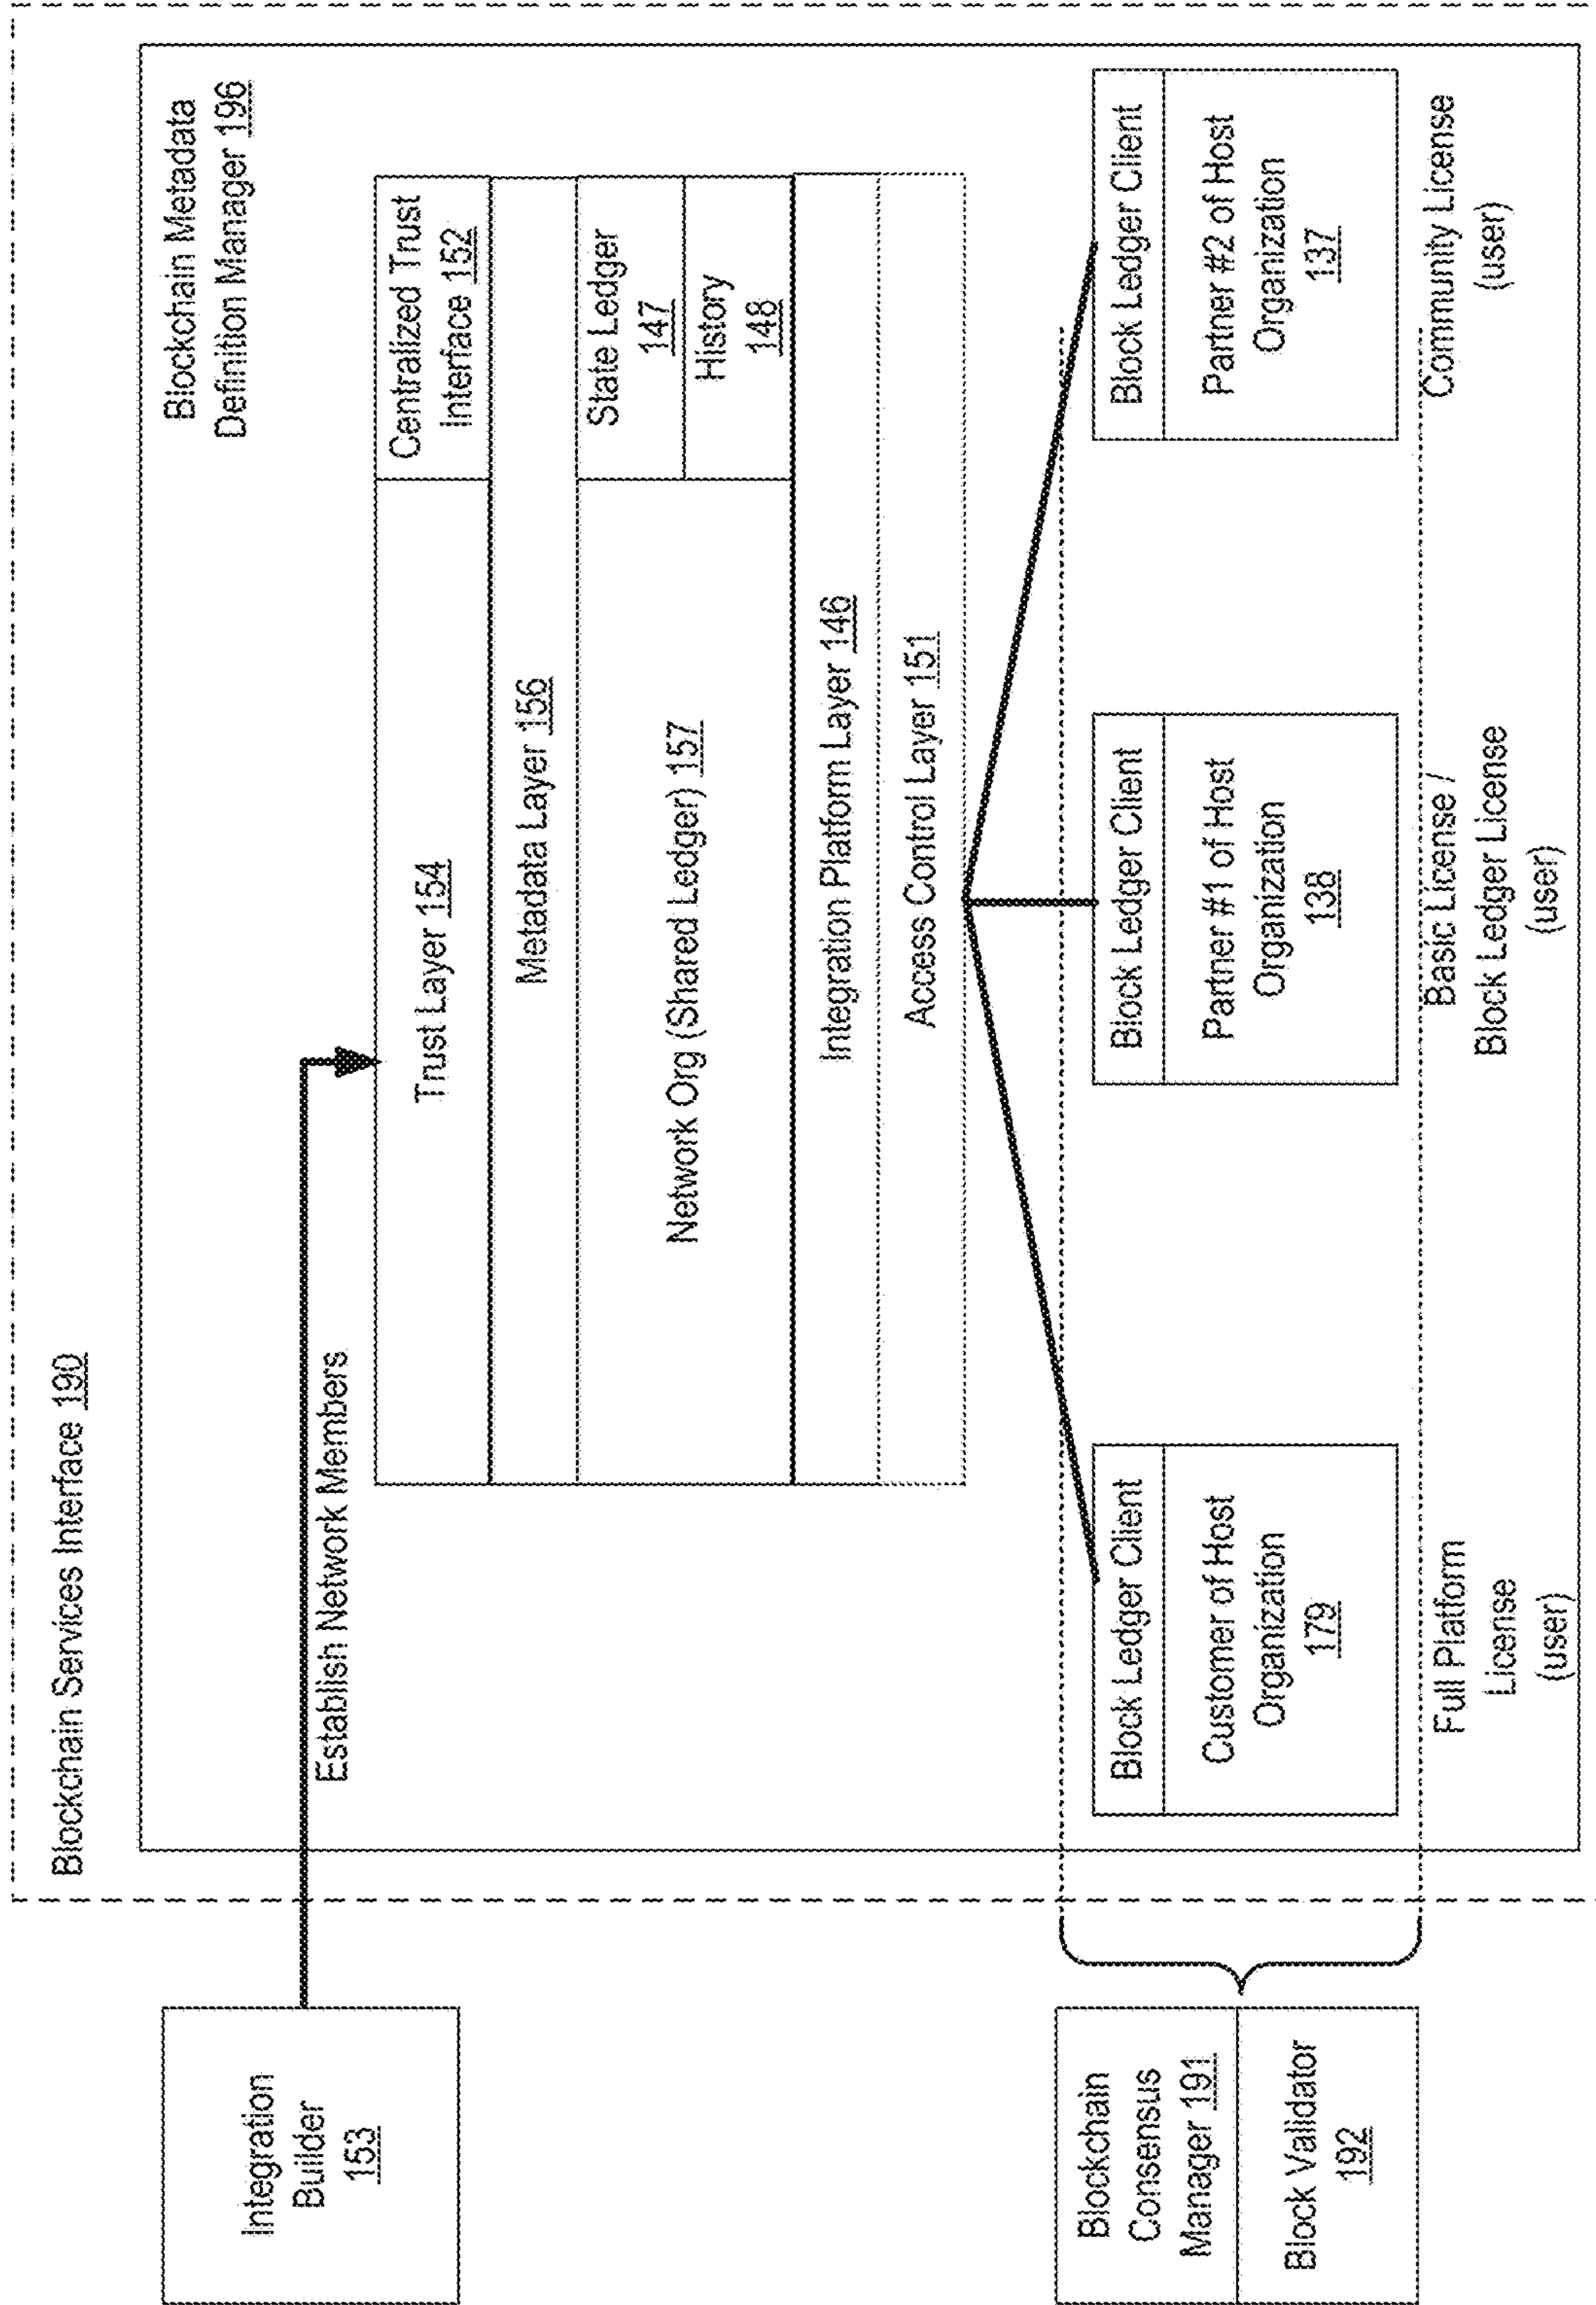 Blockchain Services Interface 190
Blockchain Metadata
Definition Manager 196
Integration
Builder
153
Establish Network Members
Trust Layer 154
Centralized Trust
Interface 152
Metadata Layer 156
Network Org (Shared Ledger) 157
State Ledger
147
History
148
Integration Platform Layer 146
Access Control Layer 151
Blockchain
Consensus
Manager 191
Block Validator
192
Block Ledger Client
Customer of Host
Organization
179
Full Platform
License
(user)
Block Ledger Client
Partner #1 of Host
Organization
138
Basic License /
Block Ledger License
(user)
Block Ledger Client
Partner #2 of Host
Organization
137
Community License
(user)